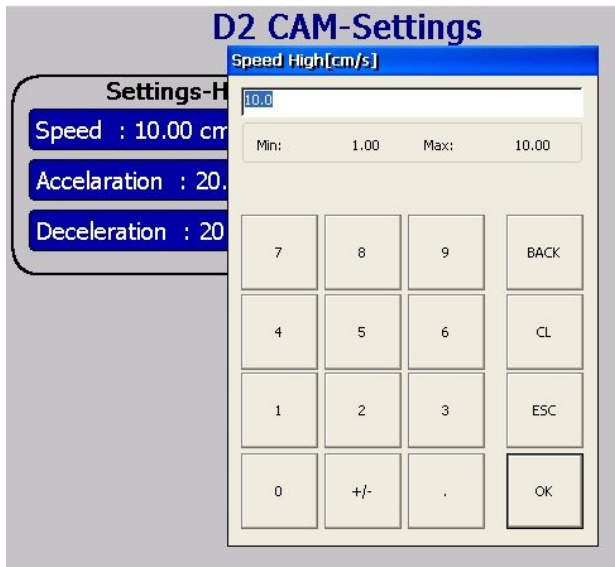 D2 CAM-Settings
Speed High[cm/s]
Settings-H
10.0
Speed : 10.00 cm
Min: 1.00 Max: 10.00
Accelaration : 20.
Deceleration : 20
7 8 9 BACK
4 5 6 CL
1 2 3 ESC
0 +/- . OK